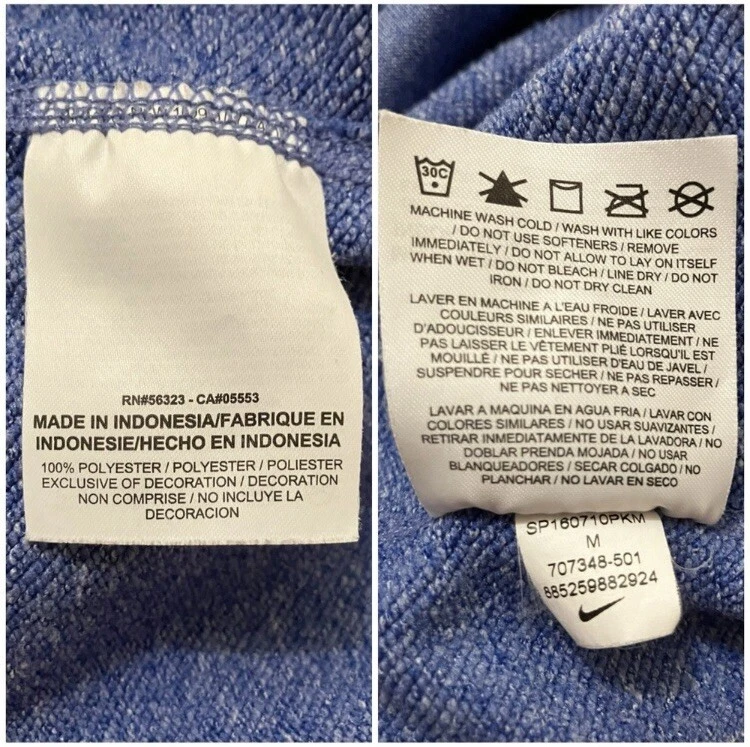 RN#56323 - CA#05553
MADE IN INDONESIA/FABRIQUE EN
INDONESIE/HECHO EN INDONESIA
100% POLYESTER / POLYESTER / POLIESTER
EXCLUSIVE OF DECORATION / DECORATION
NON COMPRISE / NO INCLUYE LA
DECORACION
30C
MACHINE WASH COLD / WASH WITH LIKE COLORS
/ DO NOT USE SOFTENERS / REMOVE
IMMEDIATELY / DO NOT ALLOW TO LAY ON ITSELF
WHEN WET / DO NOT BLEACH / LINE DRY / DO NOT
IRON / DO NOT DRY CLEAN
LAVER EN MACHINE A L'EAU FROIDE / LAVER AVEC
COULEURS SIMILAIRES / NE PAS UTILISER
D'ADOUCISSEUR / ENLEVER IMMEDIATEMENT / NE
PAS LAISSER LE VÊTEMENT PLIÉ LORSQU'IL EST
MOUILLÉ / NE PAS UTILISER D'EAU DE JAVEL /
SUSPENDRE POUR SECHER / NE PAS REPASSER /
NE PAS NETTOYER A SEC
LAVAR A MAQUINA EN AGUA FRIA / LAVAR CON
COLORES SIMILARES / NO USAR SUAVIZANTES /
RETIRAR INMEDIATAMENTE DE LA LAVADORA / NO
DOBLAR PRENDA MOJADA / NO USAR
BLANQUEADORES / SECAR COLGADO / NO
PLANCHAR / NO LAVAR EN SECO
SP160710PKM
M
707348-501
885259882924